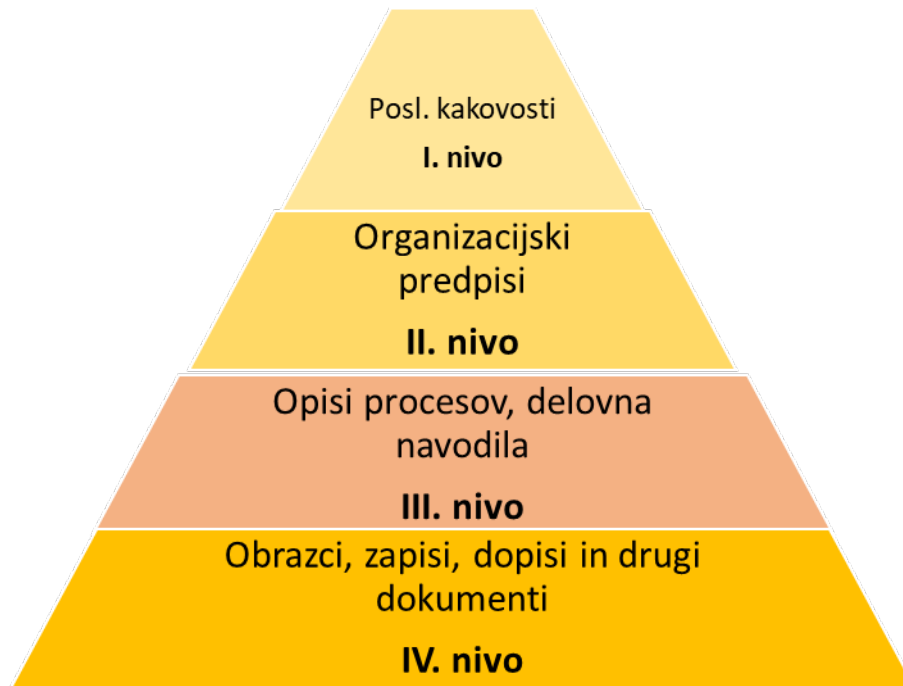 Posl. kakovosti
I. nivo
Organizacijski
predpisi
II. nivo
Opisi procesov, delovna
navodila
III. nivo
Obrazci, zapisi, dopisi in drugi
dokumenti
IV. nivo